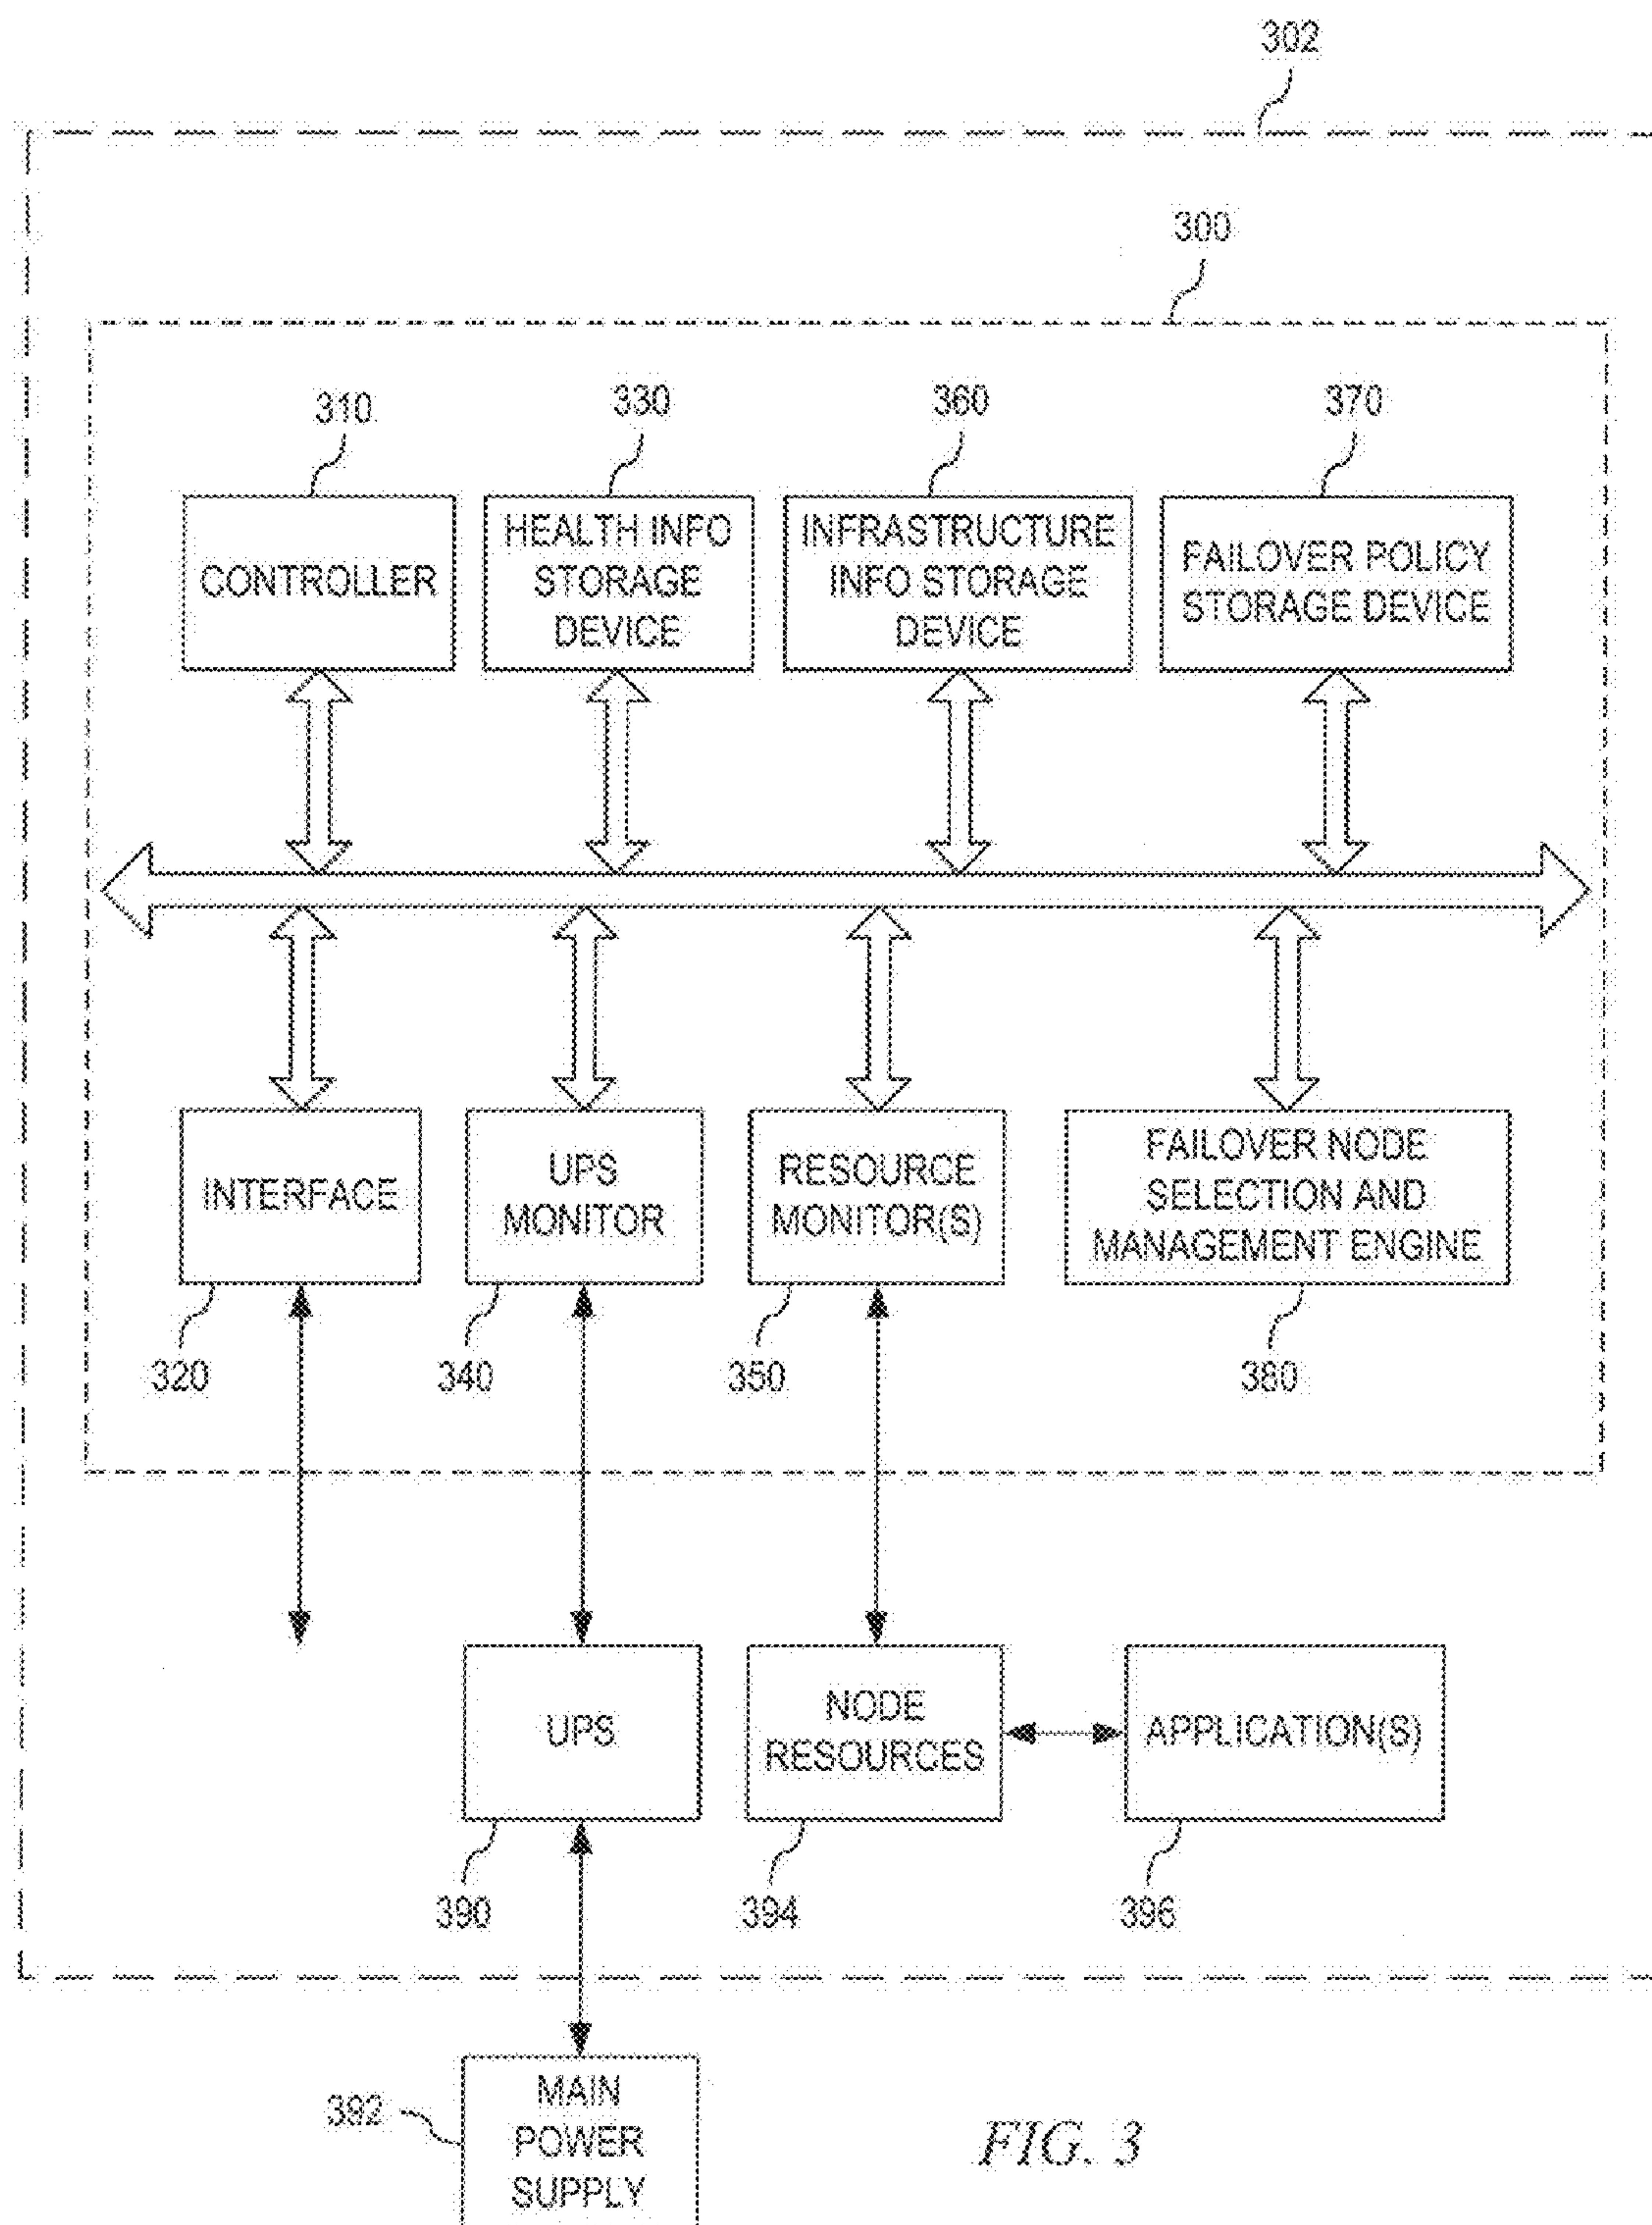 302
300
310
330
360
370
CONTROLLER
HEALTH INFO
STORAGE
DEVICE
INFRASTRUCTURE
INFO STORAGE
DEVICE
FAILOVER POLICY
STORAGE DEVICE
INTERFACE
UPS
MONITOR
RESOURCE
MONITOR(S)
FAILOVER NODE
SELECTION AND
MANAGEMENT ENGINE
320
340
350
380
UPS
NODE
RESOURCES
APPLICATION(S)
390
394
396
392
MAIN
POWER
SUPPLY
FIG. 3